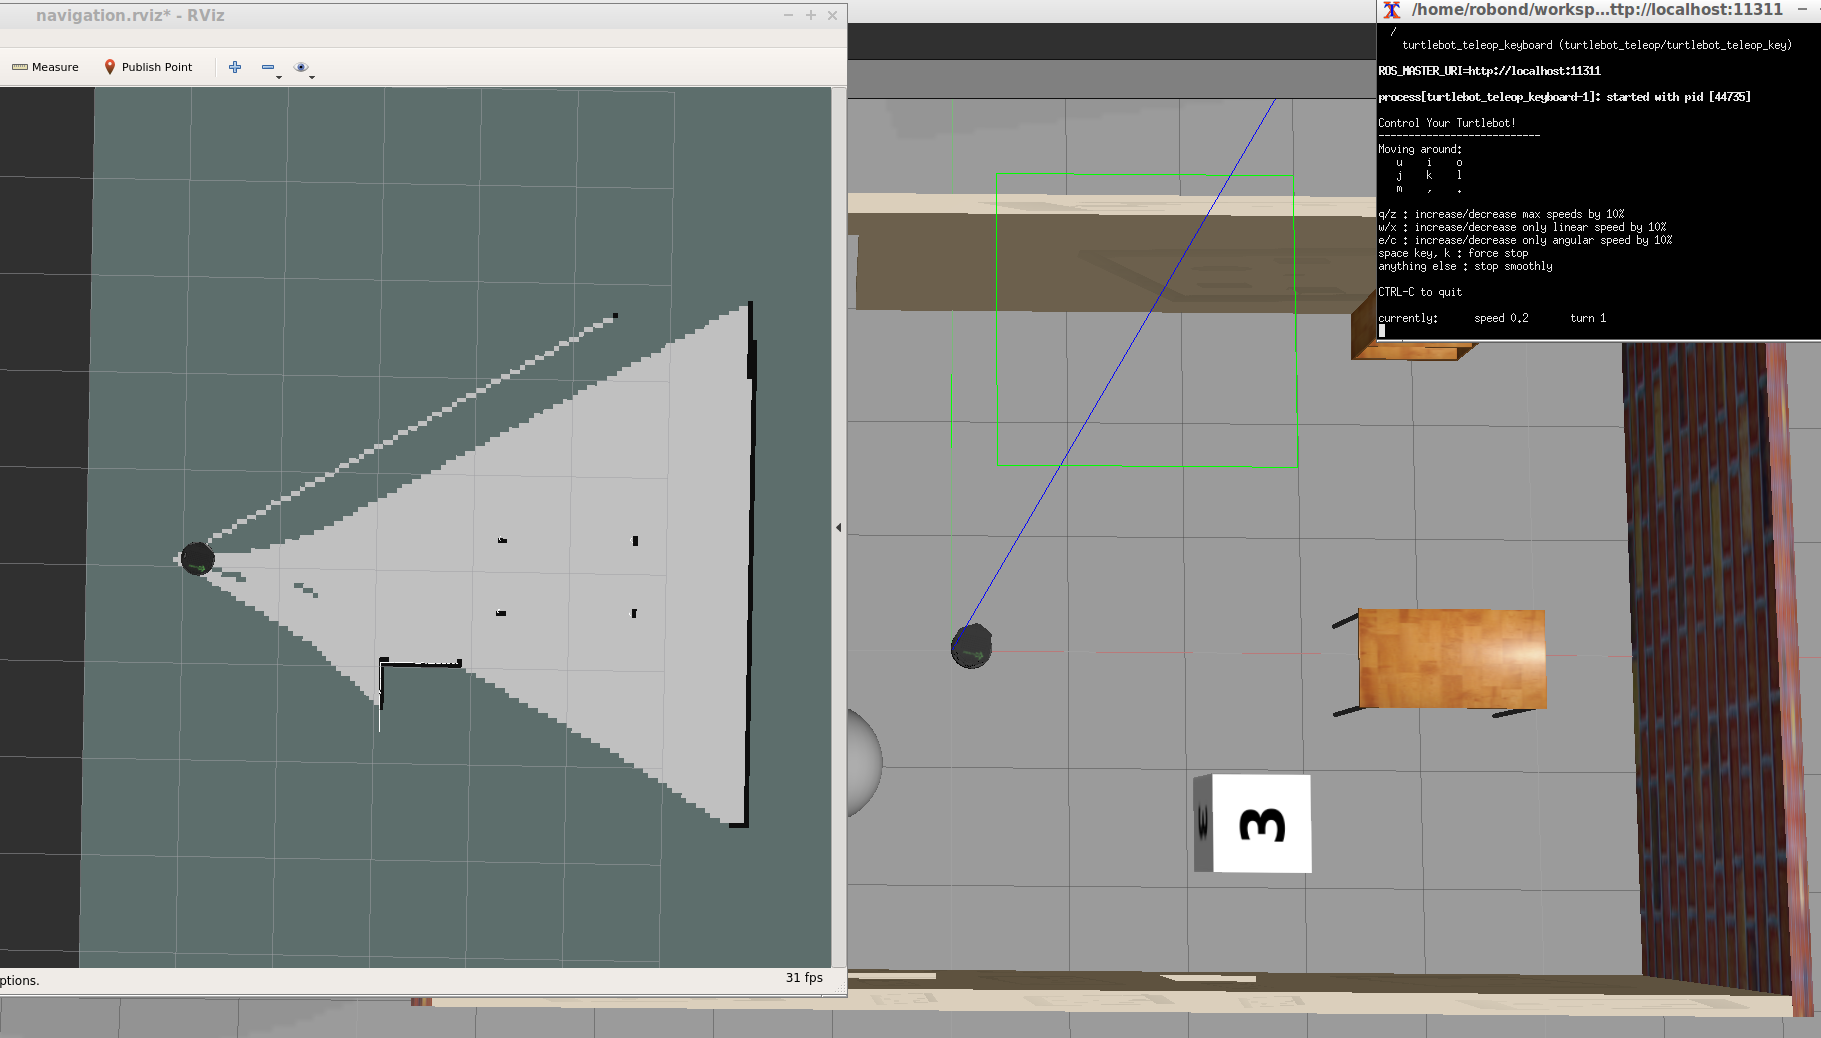 navigation.rviz* - RViz
Measure
Publish Point
ptions.
31 fps
/home/robond/worksp...ttp://localhost:11311
/
turtlebot_teleop_keyboard (turtlebot_teleop/turtlebot_teleop_key)
ROS_MASTER_URI=http://localhost:11311
process[turtlebot_teleop_keyboard-1]: started with pid [44735]
Control Your Turtlebot!
---------------------------
Moving around:
u i o
j k l
m , .
q/z : increase/decrease max speeds by 10%
w/x : increase/decrease only linear speed by 10%
e/c : increase/decrease only angular speed by 10%
space key, k : force stop
anything else : stop smoothly
CTRL-C to quit
currently: speed 0.2 turn 1
3
3